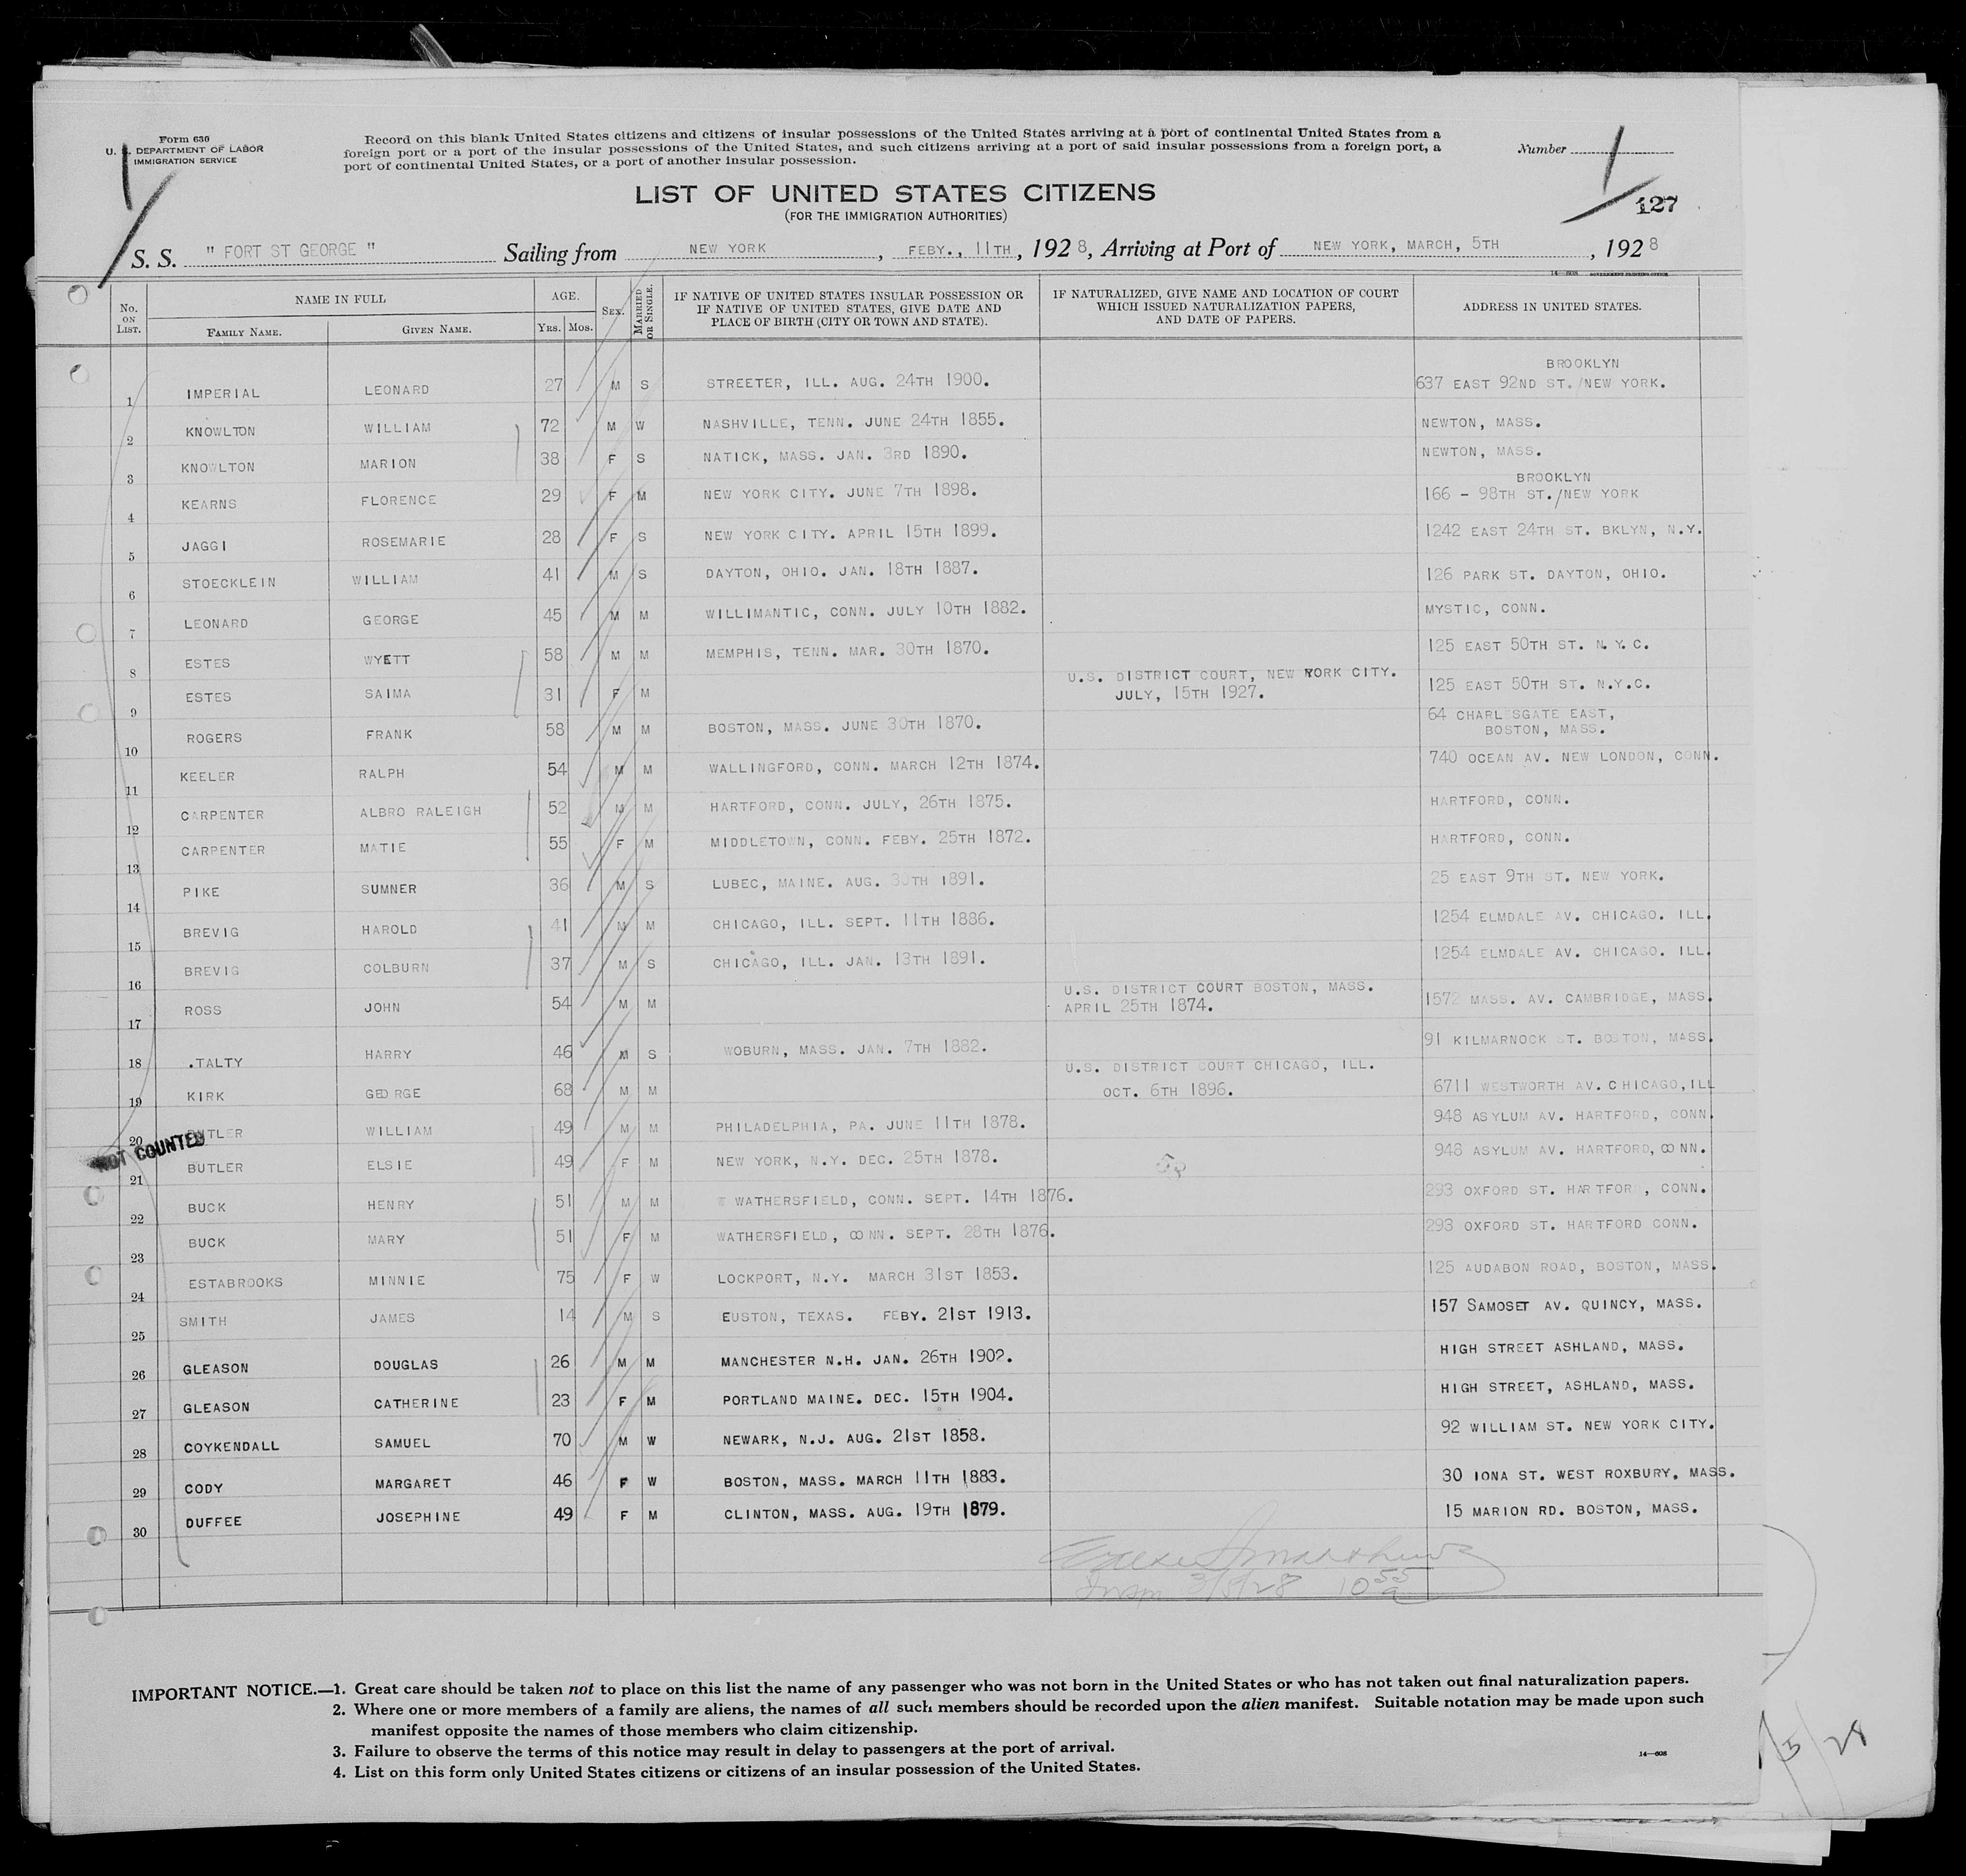 Form 630
U. S. DEPARTMENT OF LABOR
IMMIGRATION SERVICE
Record on this blank United States citizens and citizens of insular possessions of the United States arriving at a port of continental United States from a
foreign port or a port of the insular possessions of the United States, and such citizens arriving at a port of said insular possessions from a foreign port, a
port of continental United States, or a port of another insular possession.
Number
1
127
LIST OF UNITED STATES CITIZENS
(FOR THE IMMIGRATION AUTHORITIES)
S. S. " FORT ST GEORGE " Sailing from NEW YORK, FEBY., 11TH, 1928, Arriving at Port of NEW YORK, MARCH, 5TH, 1928
No. ON LIST. NAME IN FULL FAMILY NAME. GIVEN NAME. AGE. YRS. MOS. SEX. MARRIED OR SINGLE. IF NATIVE OF UNITED STATES INSULAR POSSESSION OR IF NATIVE OF UNITED STATES, GIVE DATE AND PLACE OF BIRTH (CITY OR TOWN AND STATE). IF NATURALIZED, GIVE NAME AND LOCATION OF COURT WHICH ISSUED NATURALIZATION PAPERS, AND DATE OF PAPERS. ADDRESS IN UNITED STATES.
1 IMPERIAL LEONARD 27 M S STREETER, ILL. AUG. 24TH 1900. 637 EAST 92ND ST./NEW YORK. BROOKLYN
2 KNOWLTON WILLIAM 72 M W NASHVILLE, TENN. JUNE 24TH 1855. NEWTON, MASS.
3 KNOWLTON MARION 38 F S NATICK, MASS. JAN. 3RD 1890. NEWTON, MASS.
4 KEARNS FLORENCE 29 F M NEW YORK CITY. JUNE 7TH 1898. 166 - 98TH ST./NEW YORK BROOKLYN
5 JAGGI ROSEMARIE 28 F S NEW YORK CITY. APRIL 15TH 1899. 1242 EAST 24TH ST. BKLYN, N.Y.
6 STOECKLEIN WILLIAM 41 M S DAYTON, OHIO. JAN. 18TH 1887. 126 PARK ST. DAYTON, OHIO.
7 LEONARD GEORGE 45 M M WILLIMANTIC, CONN. JULY 10TH 1882. MYSTIC, CONN.
8 ESTES WYETT 58 M M MEMPHIS, TENN. MAR. 30TH 1870. 125 EAST 50TH ST. N.Y.C.
9 ESTES SAIMA 31 F M U.S. DISTRICT COURT, NEW YORK CITY. JULY, 15TH 1927. 125 EAST 50TH ST. N.Y.C.
10 ROGERS FRANK 58 M M BOSTON, MASS. JUNE 30TH 1870. 64 CHARLESGATE EAST, BOSTON, MASS.
11 KEELER RALPH 54 M M WALLINGFORD, CONN. MARCH 12TH 1874. 740 OCEAN AV. NEW LONDON, CONN.
12 CARPENTER ALBRO RALEIGH 52 M M HARTFORD, CONN. JULY, 26TH 1875. HARTFORD, CONN.
13 CARPENTER MATIE 55 F M MIDDLETOWN, CONN. FEBY. 25TH 1872. HARTFORD, CONN.
14 PIKE SUMNER 36 M S LUBEC, MAINE. AUG. 30TH 1891. 25 EAST 9TH ST. NEW YORK.
15 BREVIG HAROLD 41 M M CHICAGO, ILL. SEPT. 11TH 1886. 1254 ELMDALE AV. CHICAGO. ILL.
16 BREVIG COLBURN 37 M S CHICAGO, ILL. JAN. 13TH 1891. 1254 ELMDALE AV. CHICAGO. ILL.
17 ROSS JOHN 54 M M U.S. DISTRICT COURT BOSTON, MASS. APRIL 25TH 1874. 1572 MASS. AV. CAMBRIDGE, MASS.
18 .TALTY HARRY 46 M S WOBURN, MASS. JAN. 7TH 1882. 91 KILMARNOCK ST. BOSTON, MASS.
19 KIRK GEORGE 68 M M U.S. DISTRICT COURT CHICAGO, ILL. OCT. 6TH 1896. 6711 WESTWORTH AV. CHICAGO, ILL
20 BUTLER WILLIAM 49 M M PHILADELPHIA, PA. JUNE 11TH 1878. 948 ASYLUM AV. HARTFORD, CONN.
NOT COUNTED
21 BUTLER ELSIE 49 F M NEW YORK, N.Y. DEC. 25TH 1878. 948 ASYLUM AV. HARTFORD, CONN.
22 BUCK HENRY 51 M M WATHERSFIELD, CONN. SEPT. 14TH 1876. 293 OXFORD ST. HARTFORD, CONN.
23 BUCK MARY 51 F M WATHERSFIELD, CONN. SEPT. 28TH 1876. 293 OXFORD ST. HARTFORD CONN.
24 ESTABROOKS MINNIE 75 F W LOCKPORT, N.Y. MARCH 31ST 1853. 125 AUDABON ROAD, BOSTON, MASS.
25 SMITH JAMES 14 M S EUSTON, TEXAS. FEBY. 21ST 1913. 157 SAMOSET AV. QUINCY, MASS.
26 GLEASON DOUGLAS 26 M M MANCHESTER N.H. JAN. 26TH 1902. HIGH STREET ASHLAND, MASS.
27 GLEASON CATHERINE 23 F M PORTLAND MAINE. DEC. 15TH 1904. HIGH STREET, ASHLAND, MASS.
28 COYKENDALL SAMUEL 70 M W NEWARK, N.J. AUG. 21ST 1858. 92 WILLIAM ST. NEW YORK CITY.
29 CODY MARGARET 46 F W BOSTON, MASS. MARCH 11TH 1883. 30 IONA ST. WEST ROXBURY, MASS.
30 DUFFEE JOSEPHINE 49 F M CLINTON, MASS. AUG. 19TH 1879. 15 MARION RD. BOSTON, MASS.
3/5/28 10 55 a
IMPORTANT NOTICE.—1. Great care should be taken not to place on this list the name of any passenger who was not born in the United States or who has not taken out final naturalization papers.
2. Where one or more members of a family are aliens, the names of all such members should be recorded upon the alien manifest. Suitable notation may be made upon such
manifest opposite the names of those members who claim citizenship.
3. Failure to observe the terms of this notice may result in delay to passengers at the port of arrival.
4. List on this form only United States citizens or citizens of an insular possession of the United States.
14—608